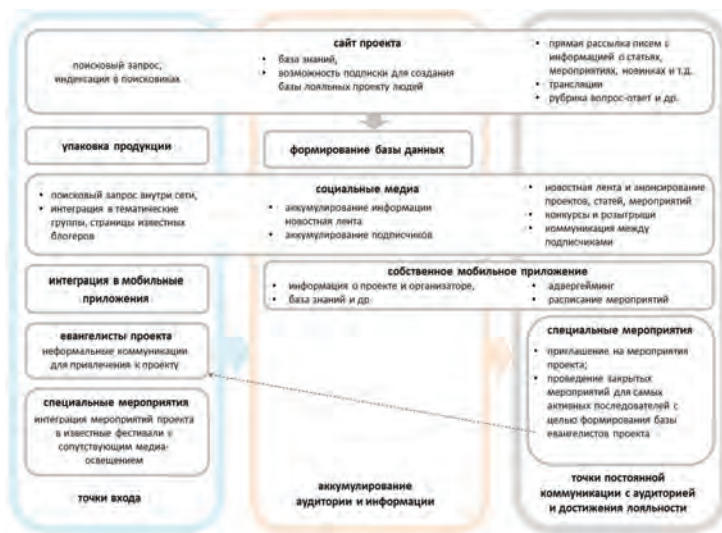 сайт проекта
поисковый запрос,
индексация в поисковиках
• база знаний,
• возможность подписки для создания
базы лояльных проекту людей
• прямая рассылка писем с
информацией о статьях,
мероприятиях, новинках и т.д.
• трансляции
• рубрика вопрос-ответ и др.
упаковка продукции
формирование базы данных
социальные медиа
• поисковый запрос внутри сети,
• интеграция в тематические
группы, страницы известных
блогеров
• аккумулирование информации
новостная лента
• аккумулирование подписчиков
• новостная лента и анонсирование
проектов, статей, мероприятий
• конкурсы и розыгрыши
• коммуникация между
подписчиками
интеграция в мобильные
приложения
собственное мобильное приложение
• информация о проекте и организаторе,
• база знаний и др
• адвергейминг
• расписание мероприятий
евангелисты проекта
неформальные коммуникации
для привлечения к проекту
специальные мероприятия
интеграция мероприятий проекта
в известные фестивали с
сопутствующим медиа-
освещением
специальные мероприятия
• приглашение на мероприятия
проекта;
• проведение закрытых
мероприятий для самых
активных последователей с
целью формирования базы
евангелистов проекта
точки входа
аккумулирование
аудитории и информации
точки постоянной
коммуникации с аудиторией
и достижения лояльности